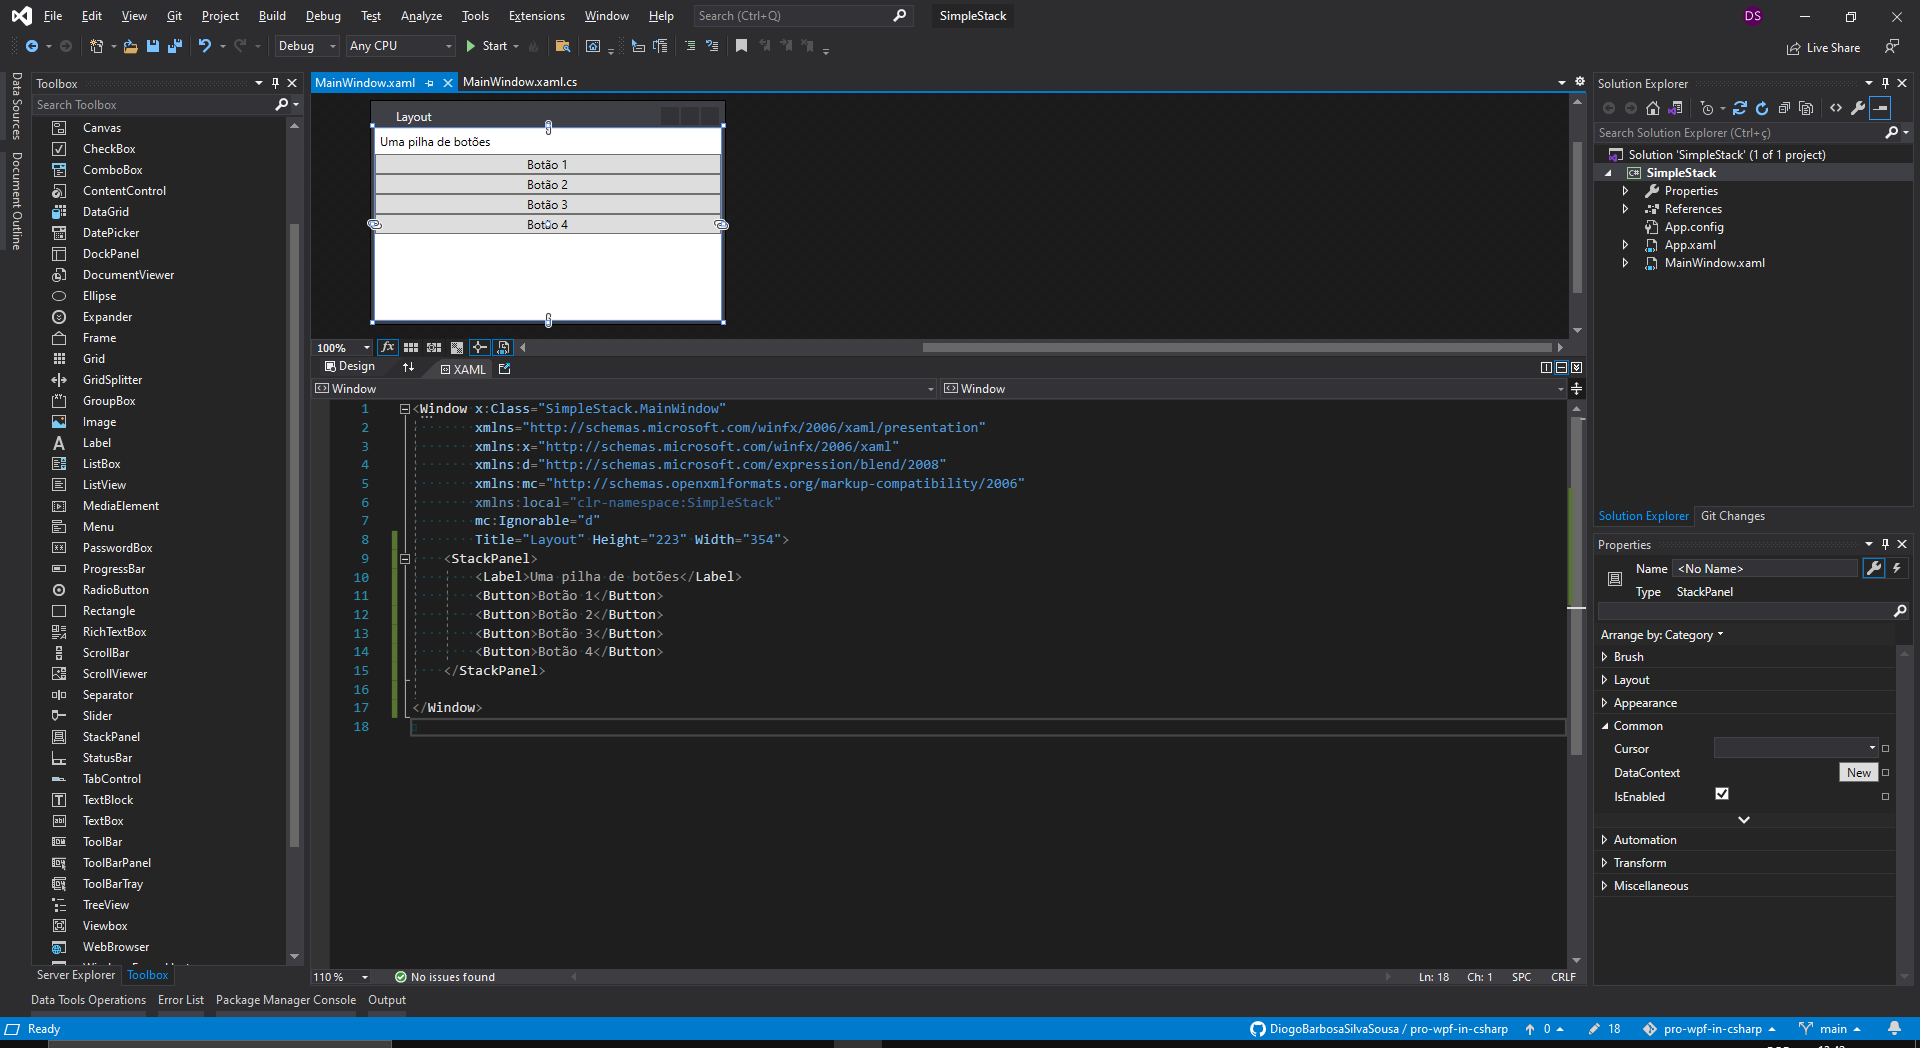 File Edit View Git Project Build Debug Test Analyze Tools Extensions Window Help Search (Ctrl+Q) SimpleStack DS
Debug Any CPU Start Live Share
Data Sources
Document Outline
Toolbox
Search Toolbox
Canvas
CheckBox
ComboBox
ContentControl
DataGrid
DatePicker
DockPanel
DocumentViewer
Ellipse
Expander
Frame
Grid
GridSplitter
GroupBox
Image
Label
ListBox
ListView
MediaElement
Menu
PasswordBox
ProgressBar
RadioButton
Rectangle
RichTextBox
ScrollBar
ScrollViewer
Separator
Slider
StackPanel
StatusBar
TabControl
TextBlock
TextBox
ToolBar
ToolBarPanel
ToolBarTray
TreeView
Viewbox
WebBrowser
Server Explorer Toolbox
MainWindow.xaml MainWindow.xaml.cs
Layout
Uma pilha de botões
Botão 1
Botão 2
Botão 3
Botão 4
100% fx
Design XAML
Window Window
1 <Window x:Class="SimpleStack.MainWindow"
2 xmlns="http://schemas.microsoft.com/winfx/2006/xaml/presentation"
3 xmlns:x="http://schemas.microsoft.com/winfx/2006/xaml"
4 xmlns:d="http://schemas.microsoft.com/expression/blend/2008"
5 xmlns:mc="http://schemas.openxmlformats.org/markup-compatibility/2006"
6 xmlns:local="clr-namespace:SimpleStack"
7 mc:Ignorable="d"
8 Title="Layout" Height="223" Width="354">
9 <StackPanel>
10 <Label>Uma pilha de botões</Label>
11 <Button>Botão 1</Button>
12 <Button>Botão 2</Button>
13 <Button>Botão 3</Button>
14 <Button>Botão 4</Button>
15 </StackPanel>
16
17 </Window>
18
110 % No issues found Ln: 18 Ch: 1 SPC CRLF
Solution Explorer
Search Solution Explorer (Ctrl+ç)
Solution 'SimpleStack' (1 of 1 project)
C# SimpleStack
Properties
References
App.config
App.xaml
MainWindow.xaml
Solution Explorer Git Changes
Properties
Name <No Name>
Type StackPanel
Arrange by: Category
Brush
Layout
Appearance
Common
Cursor
DataContext New
IsEnabled
Automation
Transform
Miscellaneous
Data Tools Operations Error List Package Manager Console Output
Ready DiogoBarbosaSilvaSousa / pro-wpf-in-csharp 0 18 pro-wpf-in-csharp main